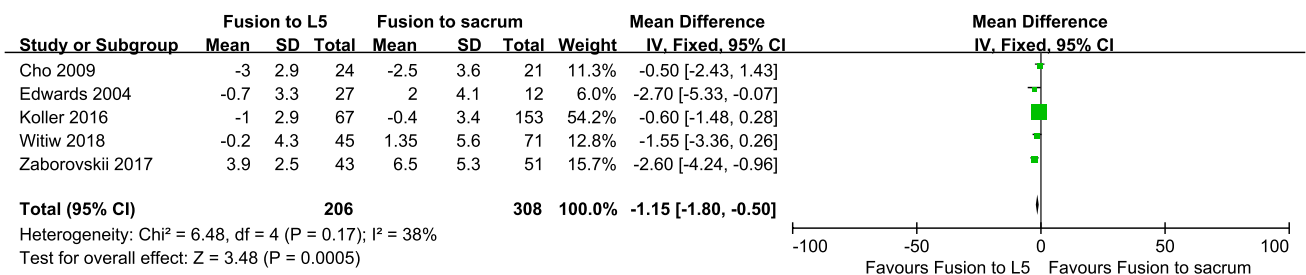 Fusion to L5 Fusion to sacrum Mean Difference Mean Difference
Study or Subgroup Mean SD Total Mean SD Total Weight IV, Fixed, 95% CI IV, Fixed, 95% CI
Cho 2009 -3 2.9 24 -2.5 3.6 21 11.3% -0.50 [-2.43, 1.43]
Edwards 2004 -0.7 3.3 27 2 4.1 12 6.0% -2.70 [-5.33, -0.07]
Koller 2016 -1 2.9 67 -0.4 3.4 153 54.2% -0.60 [-1.48, 0.28]
Witiw 2018 -0.2 4.3 45 1.35 5.6 71 12.8% -1.55 [-3.36, 0.26]
Zaborovskii 2017 3.9 2.5 43 6.5 5.3 51 15.7% -2.60 [-4.24, -0.96]
Total (95% CI) 206 308 100.0% -1.15 [-1.80, -0.50]
Heterogeneity: Chi² = 6.48, df = 4 (P = 0.17); I² = 38%
Test for overall effect: Z = 3.48 (P = 0.0005)
-100 -50 0 50 100
Favours Fusion to L5 Favours Fusion to sacrum